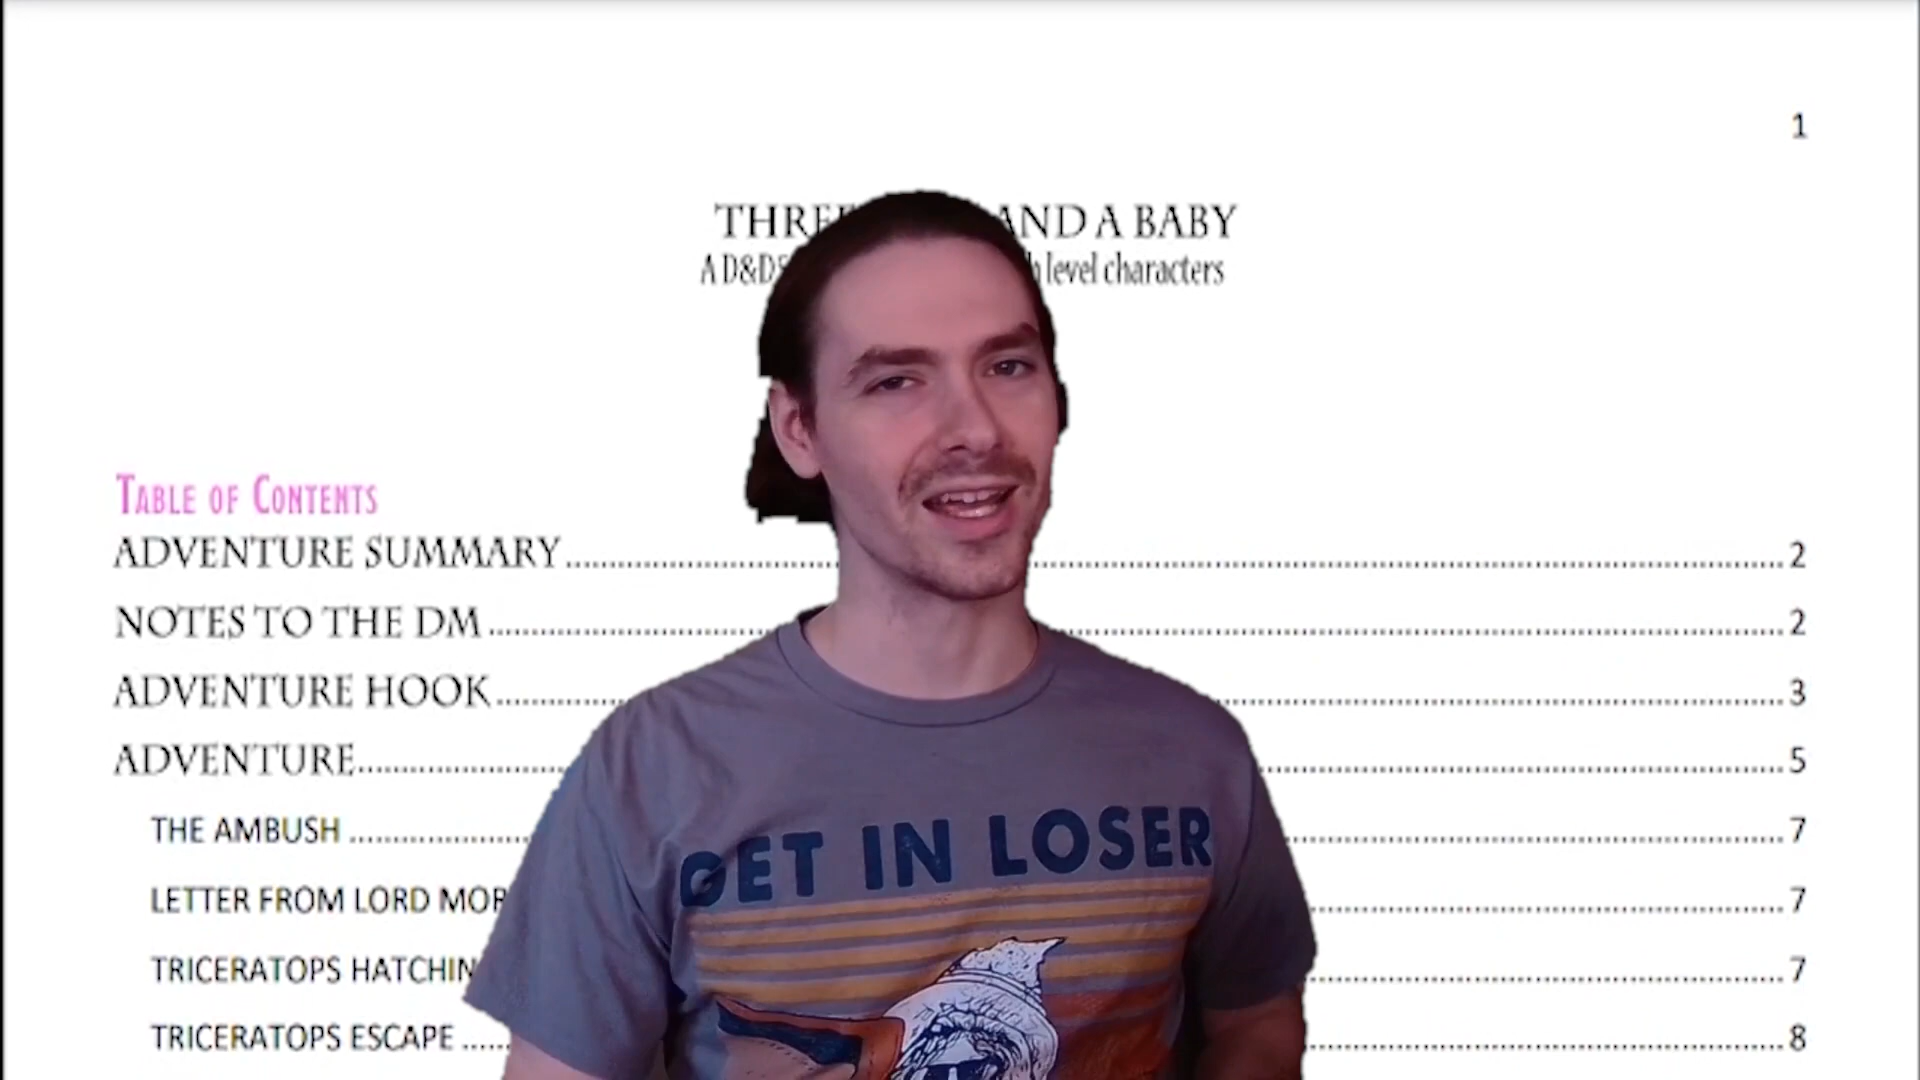 1
AND A BABY
A level characters
TABLE OF CONTENTS
ADVENTURE SUMMARY 2
NOTES TO THE DM 2
ADVENTURE HOOK 3
ADVENTURE 5
THE AMBUSH 7
LETTER FROM LORD 7
TRICERATOPS 7
TRICERATOPS ESCAPE 8
GET IN LOSER